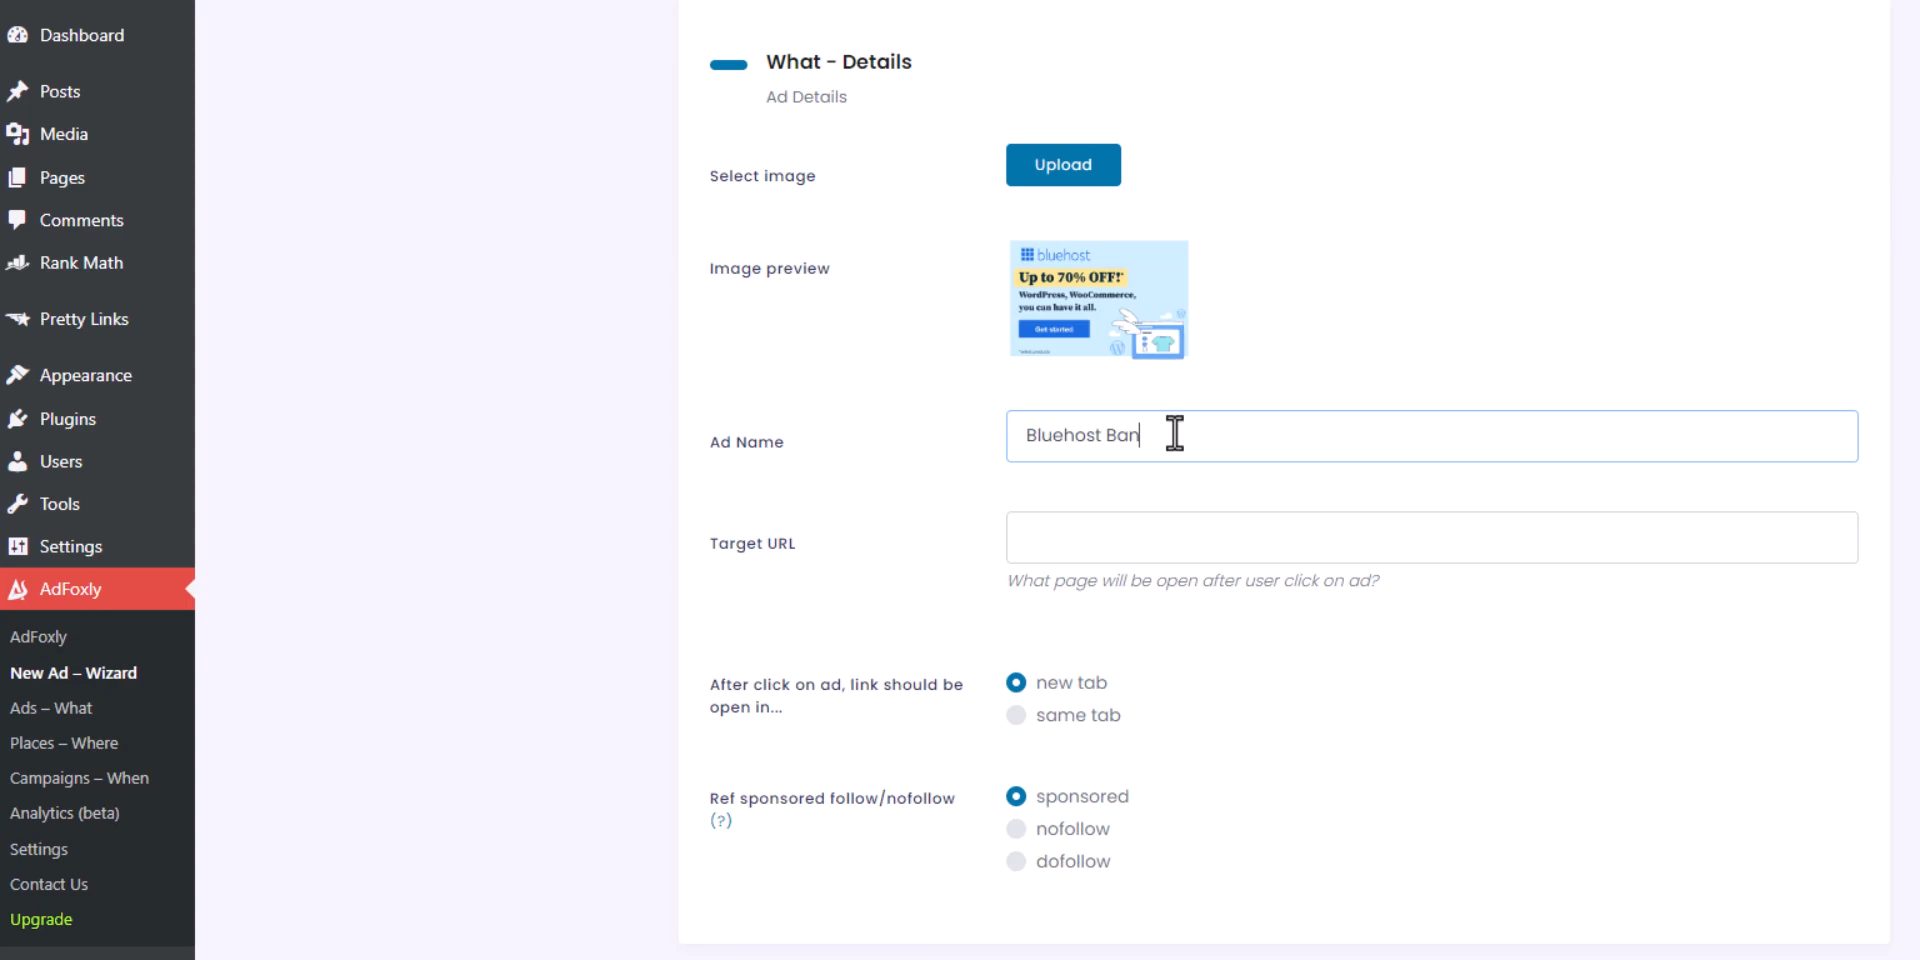 Dashboard
Posts
Media
Pages
Comments
Rank Math
Pretty Links
Appearance
Plugins
Users
Tools
Settings
AdFoxly
AdFoxly
New Ad – Wizard
Ads – What
Places – Where
Campaigns – When
Analytics (beta)
Settings
Contact Us
Upgrade
What - Details
Ad Details
Select image
Upload
Image preview
bluehost
Up to 70% OFF!*
WordPress, WooCommerce,
you can have it all.
Get started
Ad Name
Bluehost Ban
Target URL
What page will be open after user click on ad?
After click on ad, link should be
open in...
new tab
same tab
Ref sponsored follow/nofollow
(?)
sponsored
nofollow
dofollow